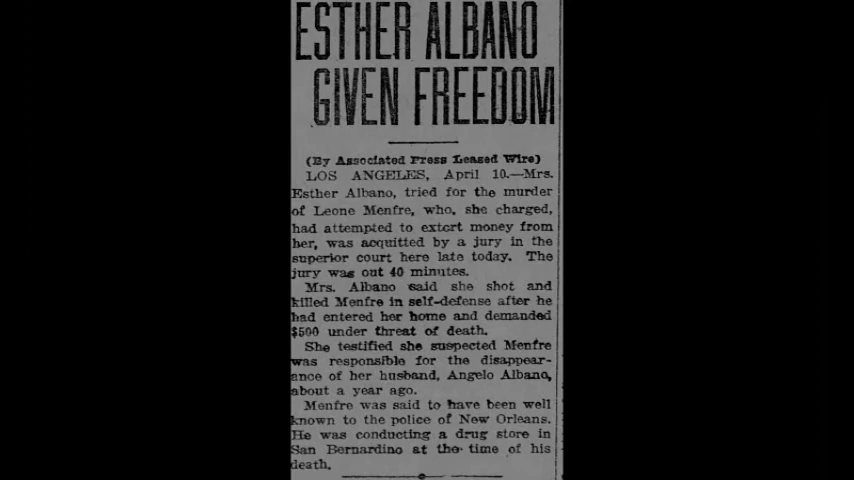 ESTHER ALBANO
GIVEN FREEDOM
(By Associated Press Leased Wire)
LOS ANGELES, April 10.—Mrs.
Esther Albano, tried for the murder
of Leone Menfre, who, she charged,
had attempted to extort money from
her, was acquitted by a jury in the
superior court here late today. The
jury was out 40 minutes.
Mrs. Albano said she shot and
killed Menfre in self-defense after he
had entered her home and demanded
$500 under threat of death.
She testified she suspected Menfre
was responsible for the disappear-
ance of her husband, Angelo Albano,
about a year ago.
Menfre was said to have been well
known to the police of New Orleans.
He was conducting a drug store in
San Bernardino at the time of his
death.